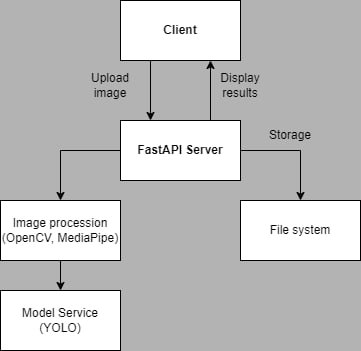 Client
Upload
image
Display
results
FastAPI Server
Storage
Image procession
(OpenCV, MediaPipe)
File system
Model Service
(YOLO)